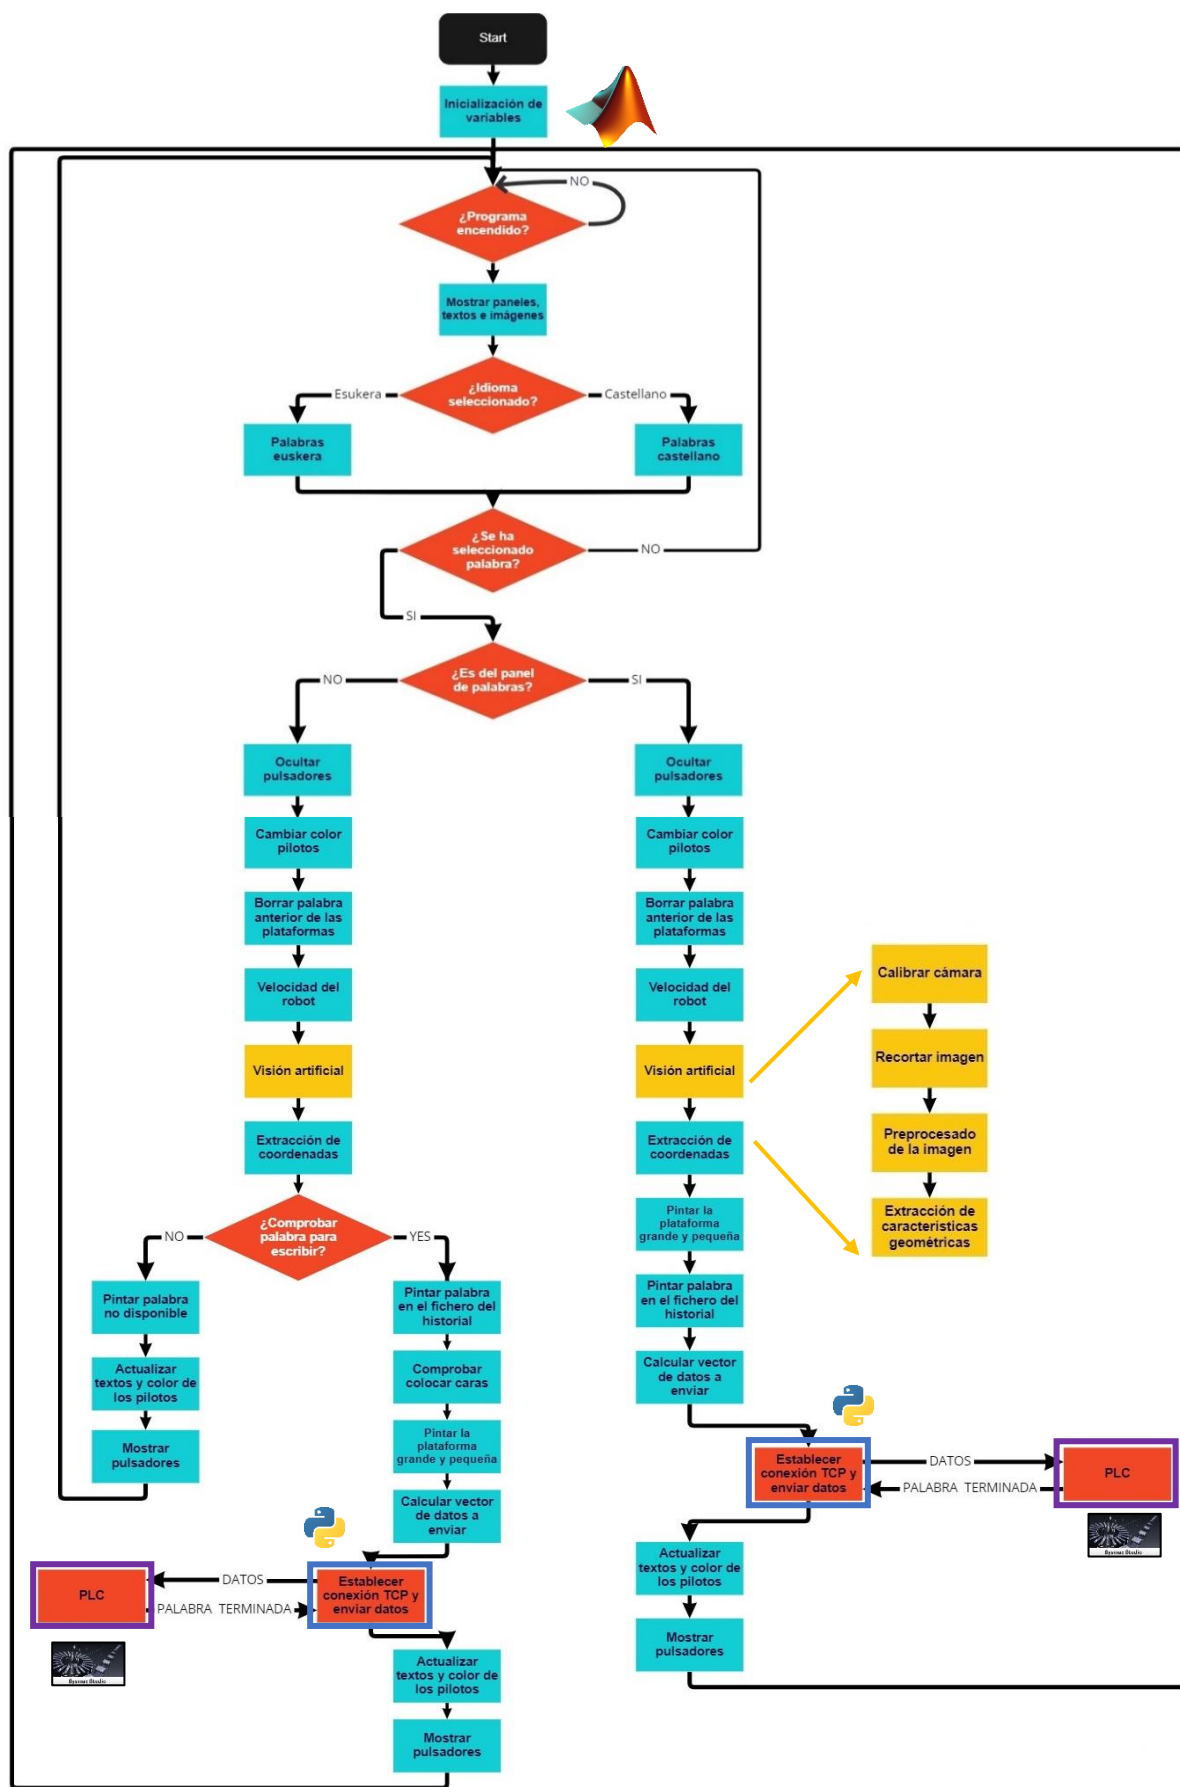 Start
Inicialización de
variables
NO
¿Programa
encendido?
Mostrar paneles,
textos e imágenes
Esukera
¿Idioma
seleccionado?
Castellano
Palabras
euskera
Palabras
castellano
¿Se ha
seleccionado
palabra?
NO
SI
¿Es del panel
de palabras?
NO
SI
Ocultar
pulsadores
Cambiar color
pilotos
Borrar palabra
anterior de las
plataformas
Velocidad del
robot
Visión artificial
Extracción de
coordenadas
¿Comprobar
palabra para
escribir?
NO
YES
Pintar palabra
no disponible
Actualizar
textos y color de
los pilotos
Mostrar
pulsadores
Pintar palabra
en el fichero del
historial
Comprobar
colocar caras
Pintar la
plataforma
grande y pequeña
Calcular vector
de datos a
enviar
Establecer
conexión TCP y
enviar datos
DATOS
PALABRA TERMINADA
PLC
Sysmac Studio
Actualizar
textos y color de
los pilotos
Mostrar
pulsadores
Ocultar
pulsadores
Cambiar color
pilotos
Borrar palabra
anterior de las
plataformas
Velocidad del
robot
Visión artificial
Extracción de
coordenadas
Pintar la
plataforma
grande y pequeña
Pintar palabra
en el fichero del
historial
Calcular vector
de datos a
enviar
Establecer
conexión TCP y
enviar datos
DATOS
PALABRA TERMINADA
PLC
Sysmac Studio
Actualizar
textos y color de
los pilotos
Mostrar
pulsadores
Calibrar cámara
Recortar imagen
Preprocesado
de la imagen
Extracción de
características
geométricas